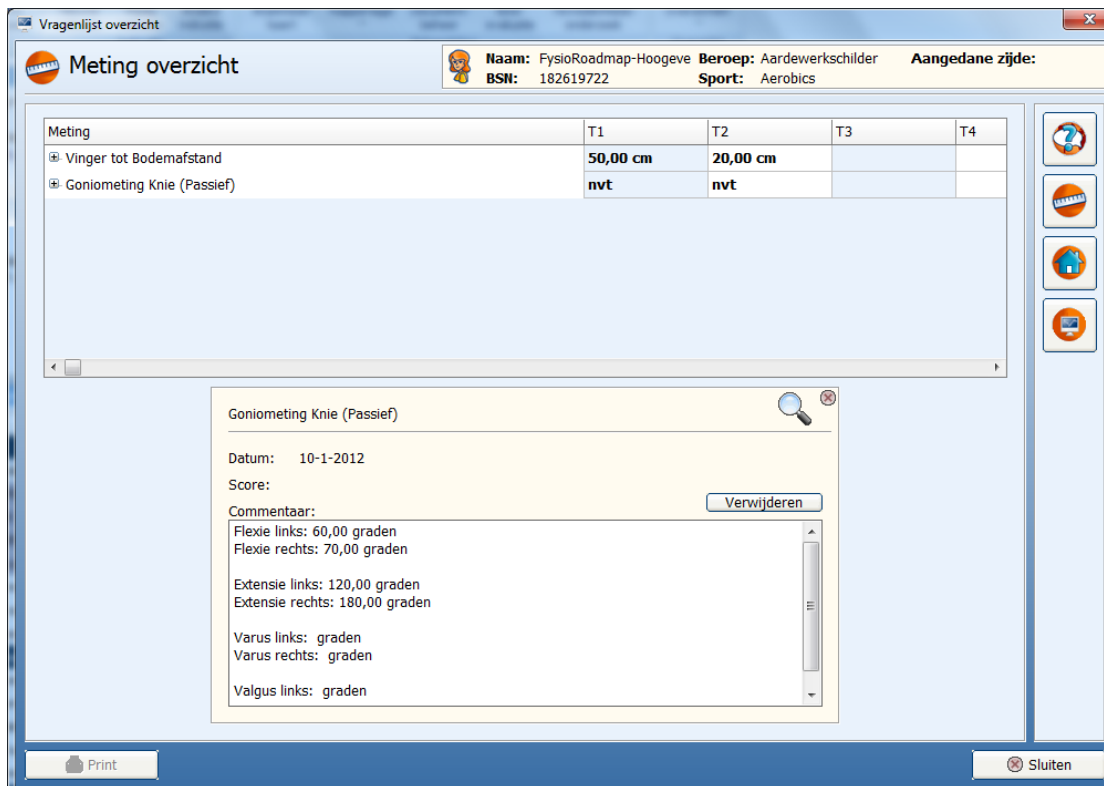 Vragenlijst overzicht
Meting overzicht
Naam: FysioRoadmap-Hoogeve Beroep: Aardewerkschilder Aangedane zijde:
BSN: 182619722 Sport: Aerobics
Meting T1 T2 T3 T4
Vinger tot Bodemafstand 50,00 cm 20,00 cm
Goniometing Knie (Passief) nvt nvt
Goniometing Knie (Passief)
Datum: 10-1-2012
Score:
Verwijderen
Commentaar:
Flexie links: 60,00 graden
Flexie rechts: 70,00 graden
Extensie links: 120,00 graden
Extensie rechts: 180,00 graden
Varus links:  graden
Varus rechts:  graden
Valgus links:  graden
Print Sluiten